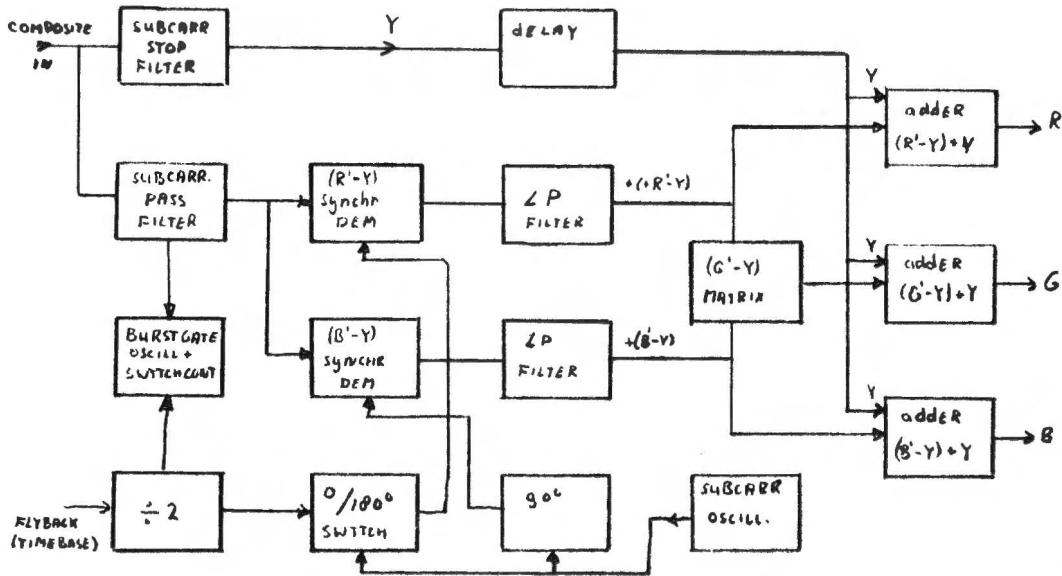 COMPOSITE
IN
SUBCARR
STOP
FILTER
Y
DELAY
Y
adder
(R'-Y)+Y
R
SUBCARR.
PASS
FILTER
(R'-Y)
Synchr
DEM
LP
FILTER
+(+R'-Y)
(G'-Y)
MATRIX
Y
adder
(G'-Y)+Y
G
BURSTGATE
OSCILL+
SWITCHCONT
(B'-Y)
SYNCHR
DEM
LP
FILTER
+(B'-Y)
Y
adder
(B'-Y)+Y
B
FLYBACK
(TIMEBASE)
÷2
0/180°
SWITCH
90°
SUBCARR
OSCILL.